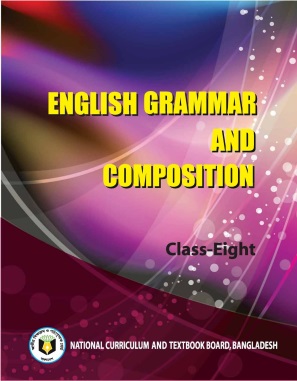 ENGLISH GRAMMAR
AND
COMPOSITION
Class-Eight
NATIONAL CURRICULUM AND TEXTBOOK BOARD, BANGLADESH